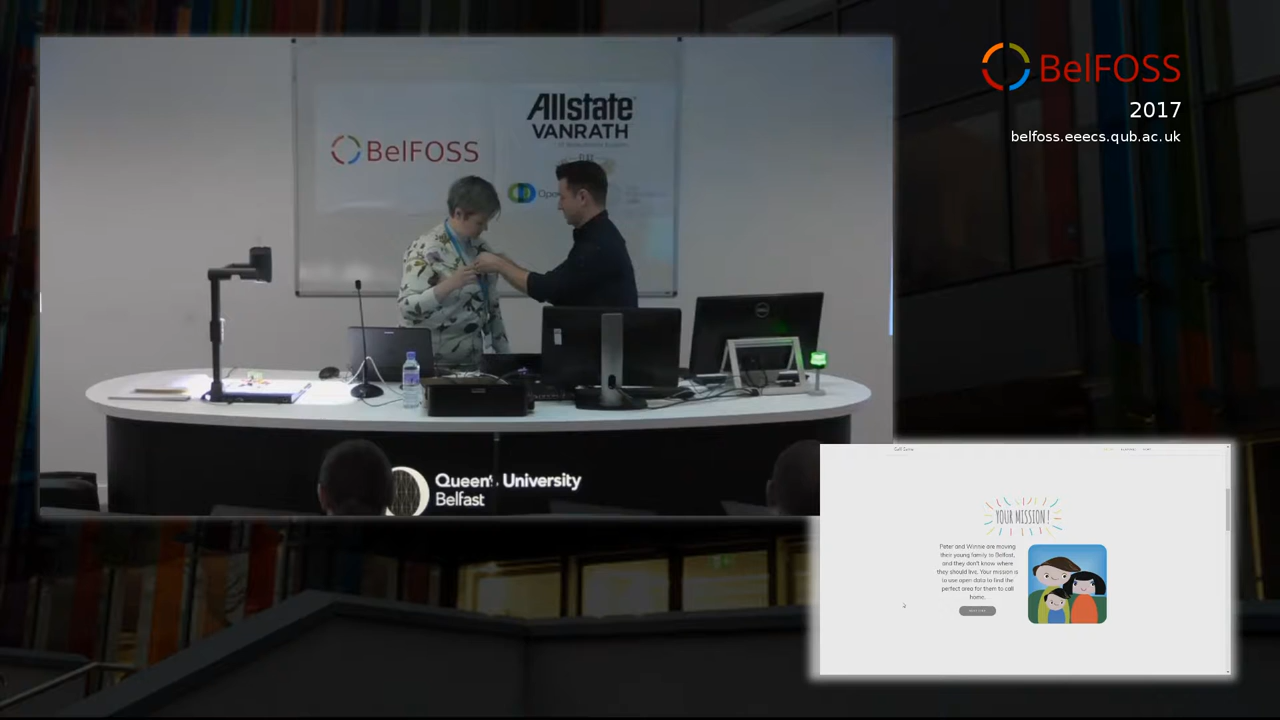 BelFOSS
2017
belfoss.eeecs.qub.ac.uk
Allstate
VANRATH
BelFOSS
Open
Queen's University
Belfast
YOUR MISSION!
Peter and Winnie are moving
their young family to Belfast,
and they don't know where
they should live. Your mission is
to use open data to find the
perfect area for them to call
home.